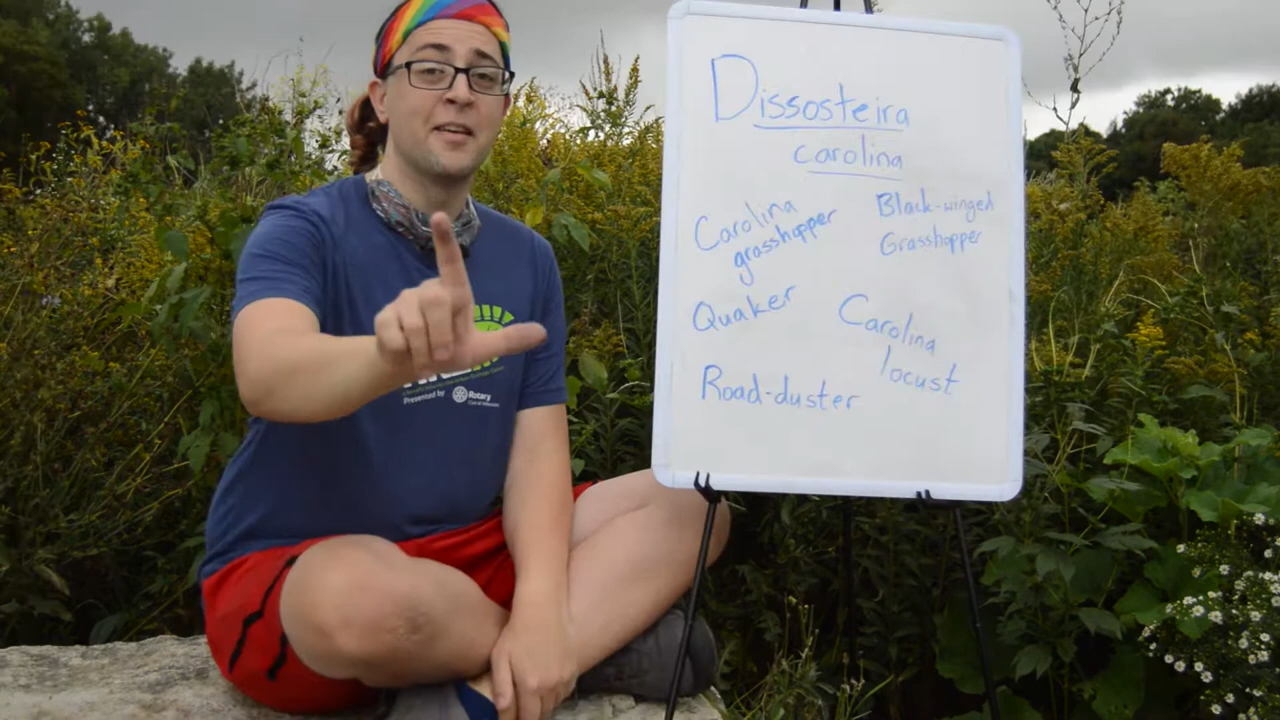 Dissosteira
carolina
Carolina
grasshopper
Black-winged
Grasshopper
Quaker
Carolina
locust
Road-duster
Presented by
Rotary